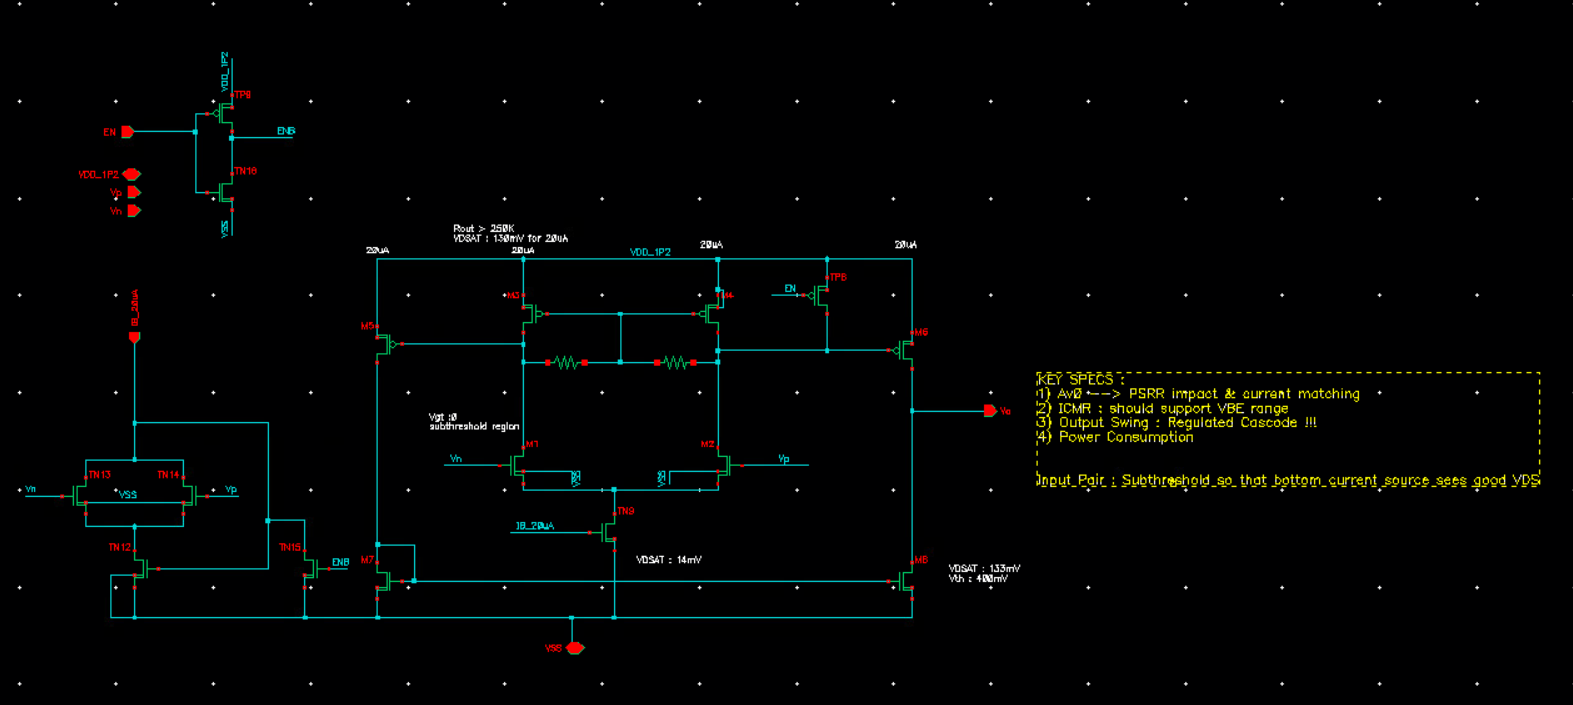 VDD_1P2
TP9
EN
ENB
VDD_1P2
Vp
Vn
TN16
VSS
Rout > 250K
VDSAT : 130mV for 20uA
20uA
20uA
20uA
20uA
VDD_1P2
IB_20uA
M3
M4
EN
TP8
M5
M6
KEY SPECS :
1) Av0 --> PSRR impact & current matching
2) ICMR : should support VBE range
3) Output Swing : Regulated Cascode !!!
4) Power Consumption
Input Pair : Subthreshold so that bottom current source sees good VDS
Vo
Vgt :0
subthreshold region
M1
M2
Vn
Vp
VSS
VSS
TN13
TN14
Vn
VSS
Vp
IB_20uA
TN9
TN12
TN15
ENB
M7
VDSAT : 14mV
M8
VDSAT : 133mV
Vth : 400mV
VSS